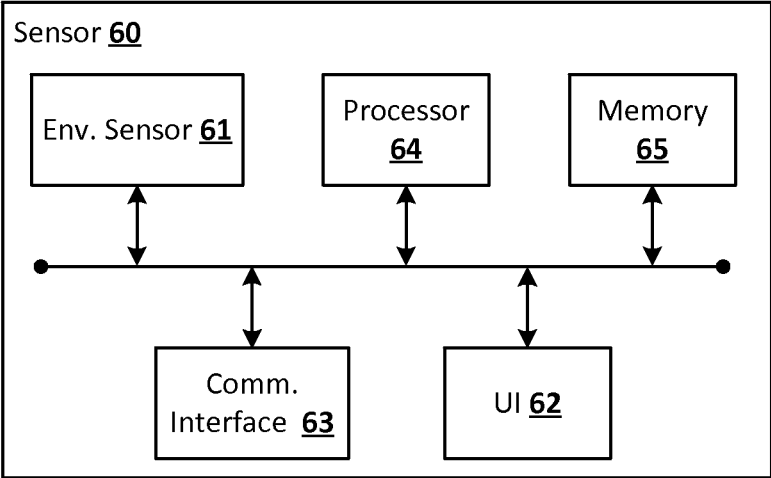 Sensor 60
Env. Sensor 61
Processor
64
Memory
65
Comm.
Interface 63
UI 62